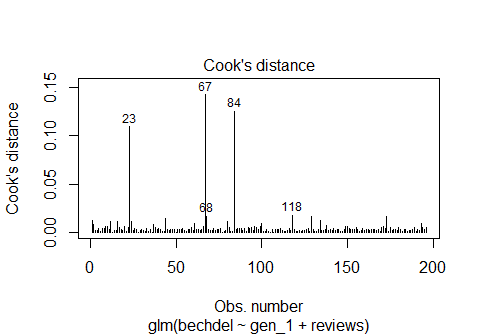 Cook's distance
Cook's distance
0.00 0.05 0.10 0.15
23
67
84
68
118
0 50 100 150 200
Obs. number
glm(bechdel ~ gen_1 + reviews)